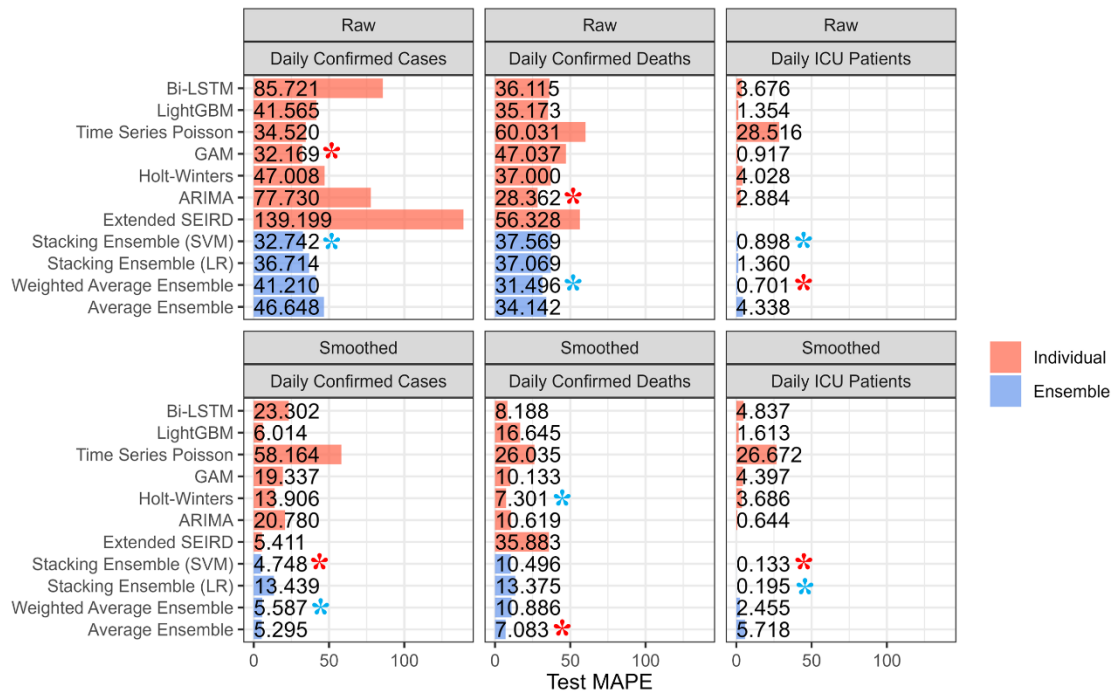 Raw
Raw
Raw
Daily Confirmed Cases
Daily Confirmed Deaths
Daily ICU Patients
Bi-LSTM 85.721 36.115 3.676
LightGBM 41.565 35.173 1.354
Time Series Poisson 34.520 60.031 28.516
GAM 32.169 * 47.037 0.917
Holt-Winters 47.008 37.000 4.028
ARIMA 77.730 28.362 * 2.884
Extended SEIRD 139.199 56.328
Stacking Ensemble (SVM) 32.742 * 37.569 0.898 *
Stacking Ensemble (LR) 36.714 37.069 1.360
Weighted Average Ensemble 41.210 31.496 * 0.701 *
Average Ensemble 46.648 34.142 4.338
Smoothed
Smoothed
Smoothed
Daily Confirmed Cases
Daily Confirmed Deaths
Daily ICU Patients
Bi-LSTM 23.302 8.188 4.837
LightGBM 6.014 16.645 1.613
Time Series Poisson 58.164 26.035 26.672
GAM 19.337 10.133 4.397
Holt-Winters 13.906 7.301 * 3.686
ARIMA 20.780 10.619 0.644
Extended SEIRD 5.411 35.883
Stacking Ensemble (SVM) 4.748 * 10.496 0.133 *
Stacking Ensemble (LR) 13.439 13.375 0.195 *
Weighted Average Ensemble 5.587 * 10.886 2.455
Average Ensemble 5.295 7.083 * 5.718
0 50 100 0 50 100 0 50 100
Test MAPE
Individual
Ensemble